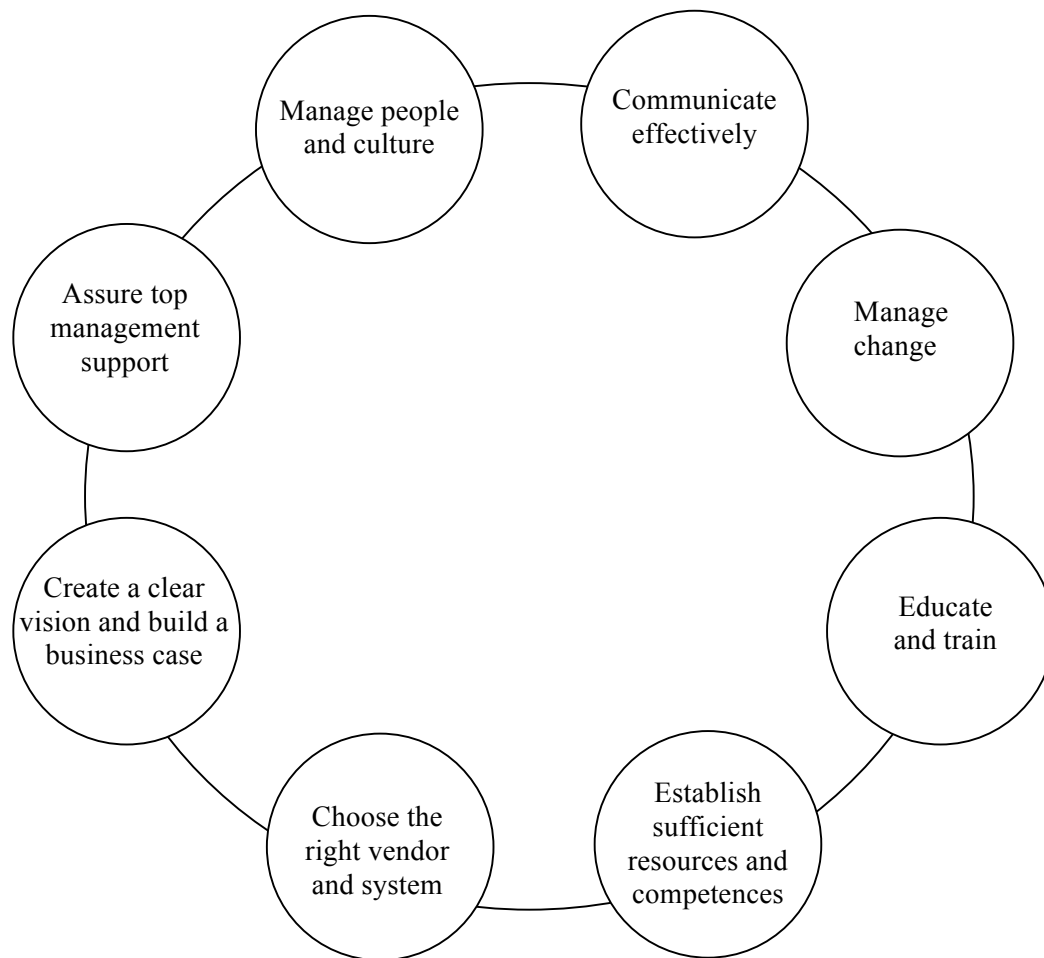 Manage people
and culture
Communicate
effectively
Assure top
management
support
Manage
change
Create a clear
vision and build a
business case
Educate
and train
Choose the
right vendor
and system
Establish
sufficient
resources and
competences